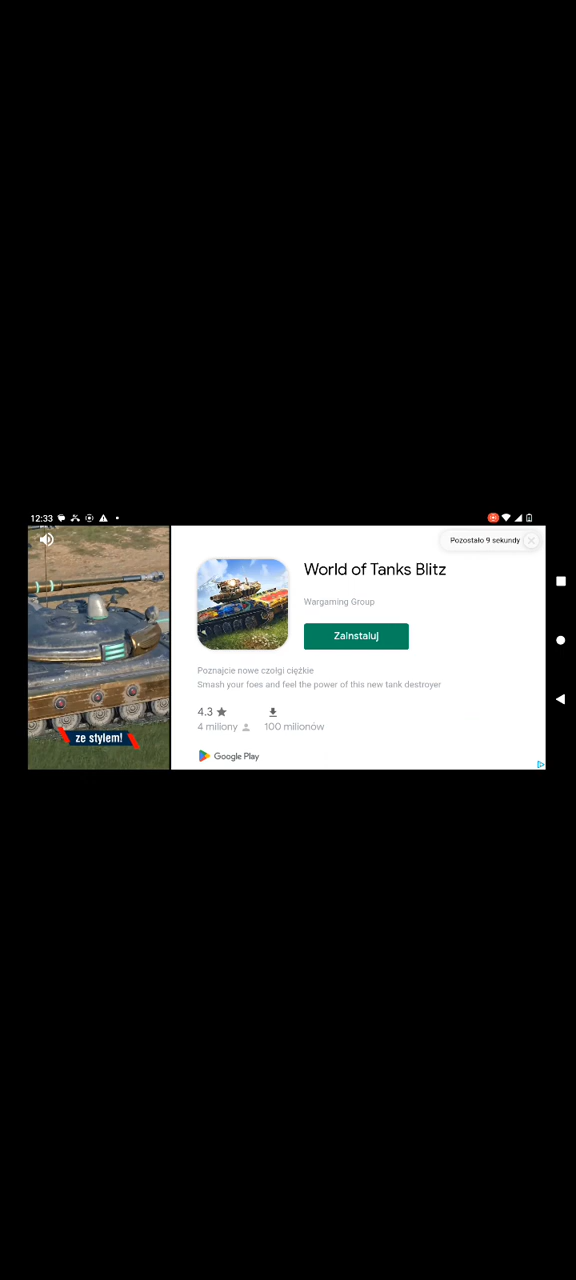 12:33
Pozostało 9 sekundy
World of Tanks Blitz
Wargaming Group
Zainstaluj
Poznajcie nowe czołgi ciężkie
Smash your foes and feel the power of this new tank destroyer
4.3
4 miliony 100 milionów
ze stylem!
Google Play